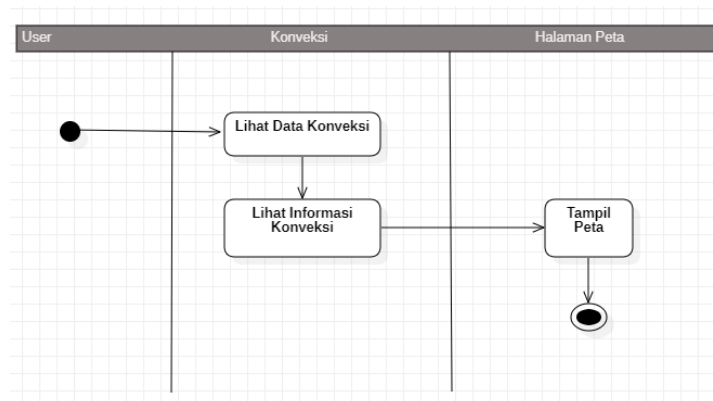 User
Konveksi
Halaman Peta
Lihat Data Konveksi
Lihat Informasi
Konveksi
Tampil
Peta